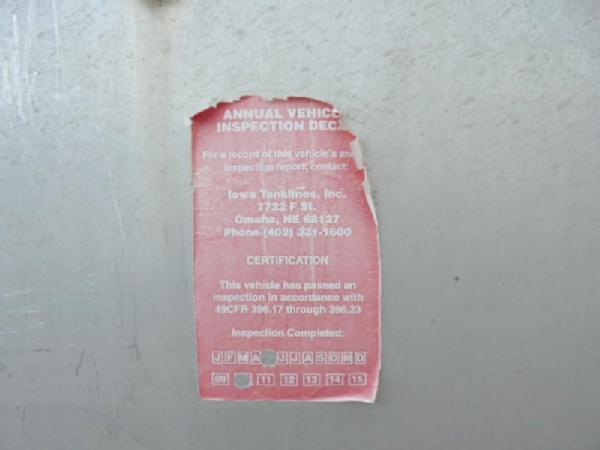 ANNUAL VEHICL
INSPECTION DECA
For a record of this vehicle's ann
inspection report, contact:
Iowa Tanklines, Inc.
7722 F St.
Omaha, NE 68127
Phone (402) 331-1600
CERTIFICATION
This vehicle has passed an
inspection in accordance with
49CFR 396.17 through 396.23
Inspection Completed:
J F M A J J A S O N D
09 11 12 13 14 15